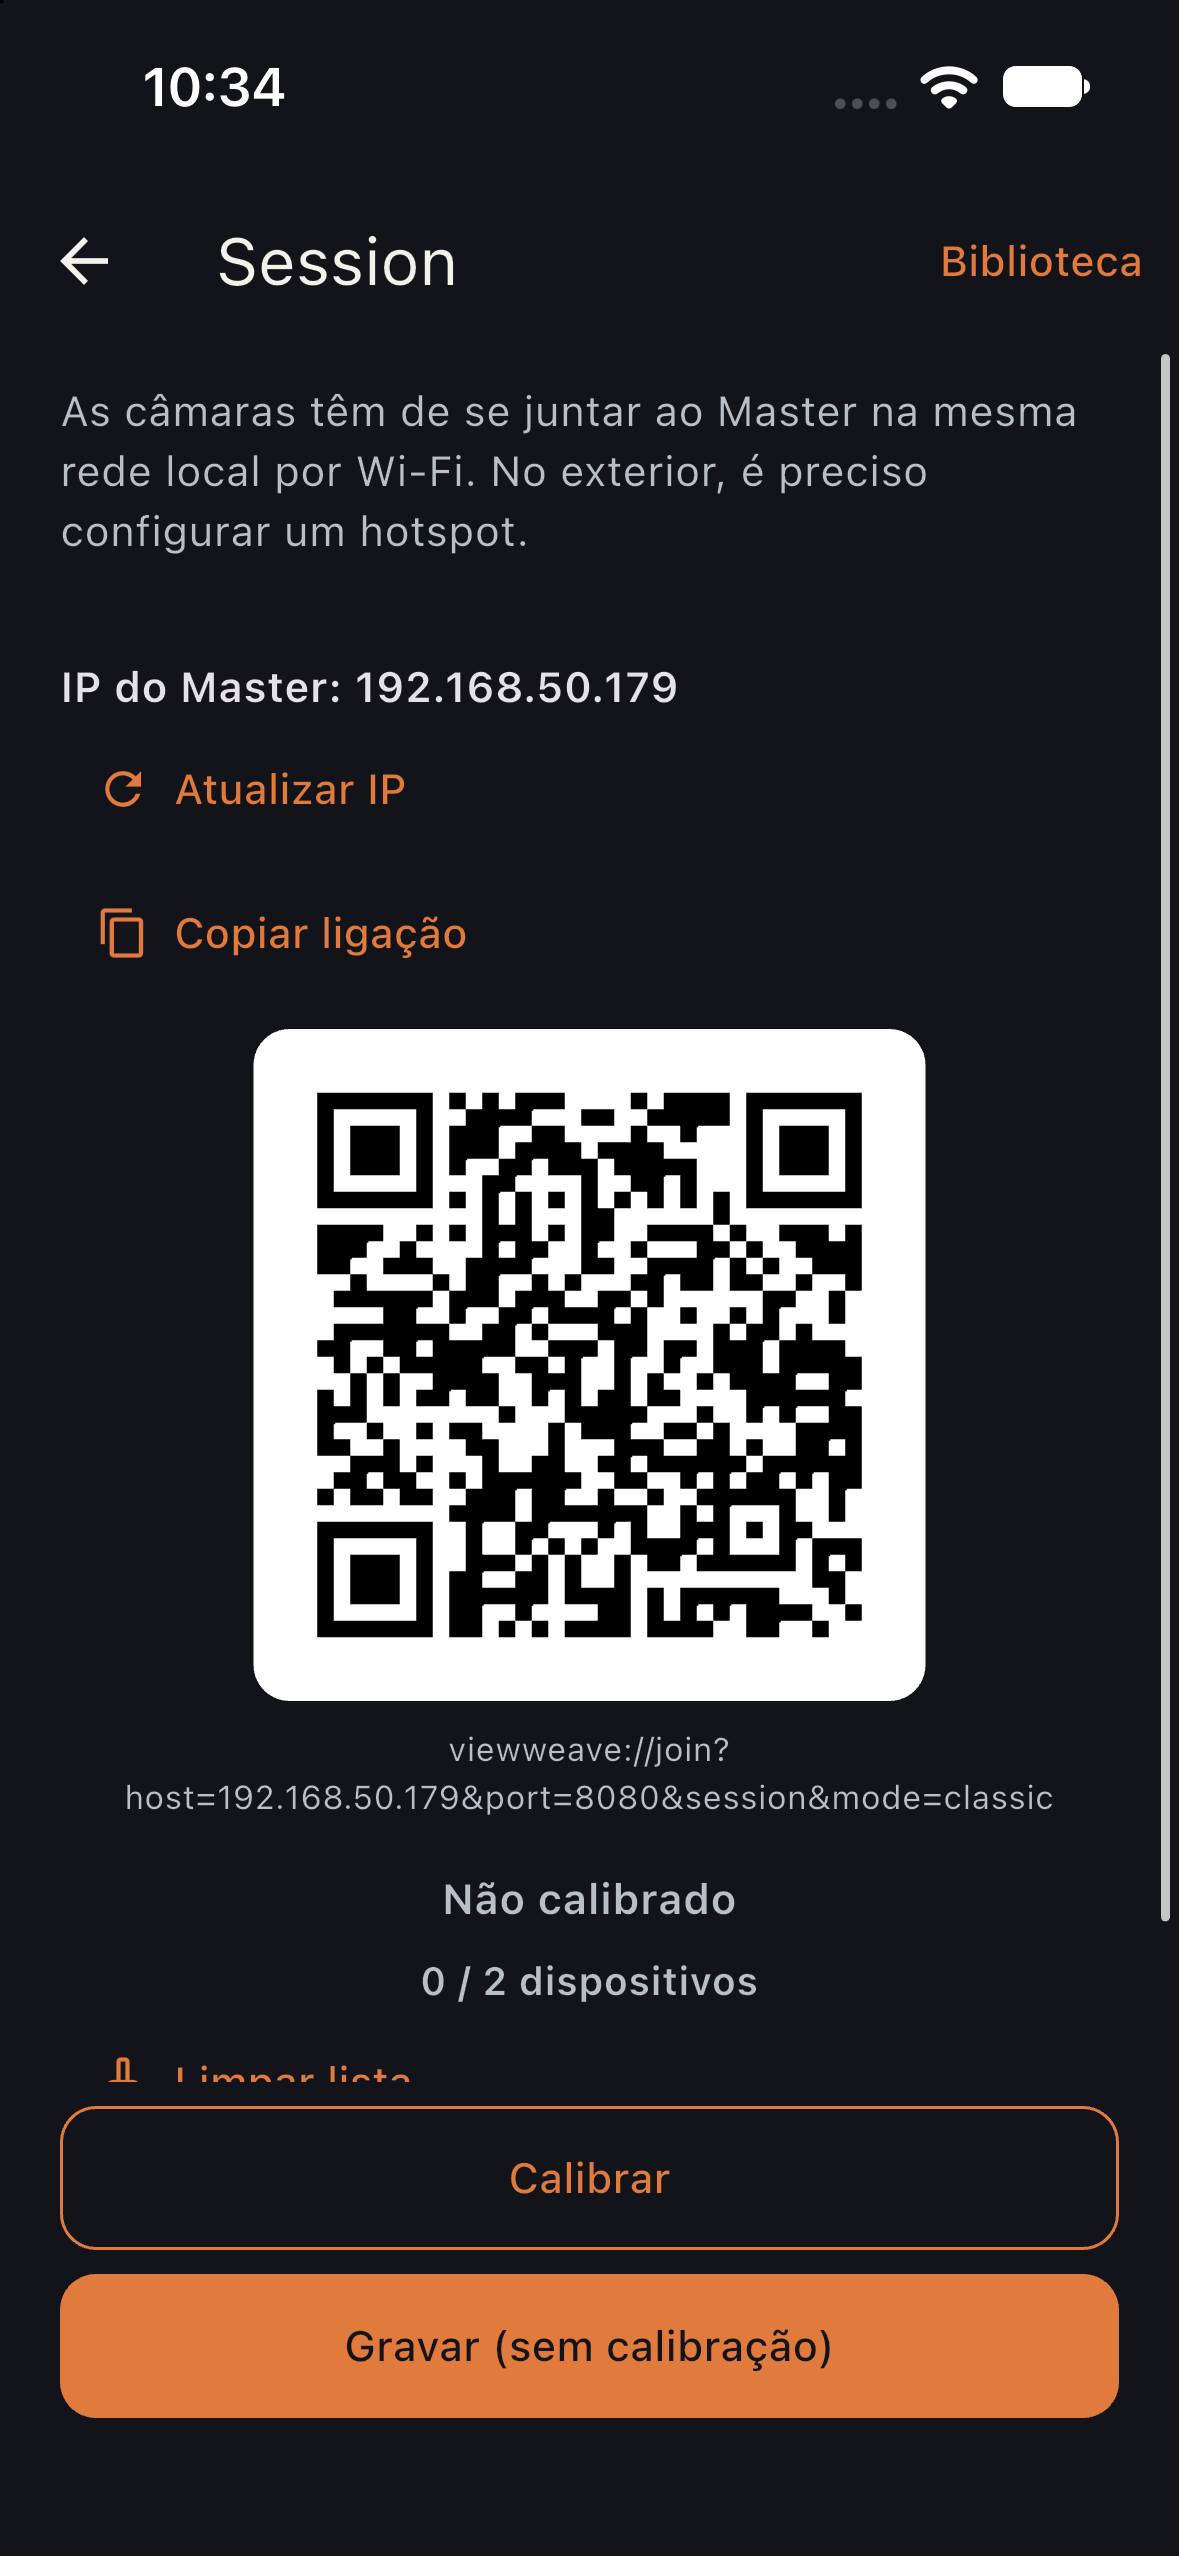 10:34
Session
Biblioteca
As câmaras têm de se juntar ao Master na mesma
rede local por Wi-Fi. No exterior, é preciso
configurar um hotspot.
IP do Master: 192.168.50.179
Atualizar IP
Copiar ligação
viewweave://join?
host=192.168.50.179&port=8080&session&mode=classic
Não calibrado
0 / 2 dispositivos
Limpar lista
Calibrar
Gravar (sem calibração)